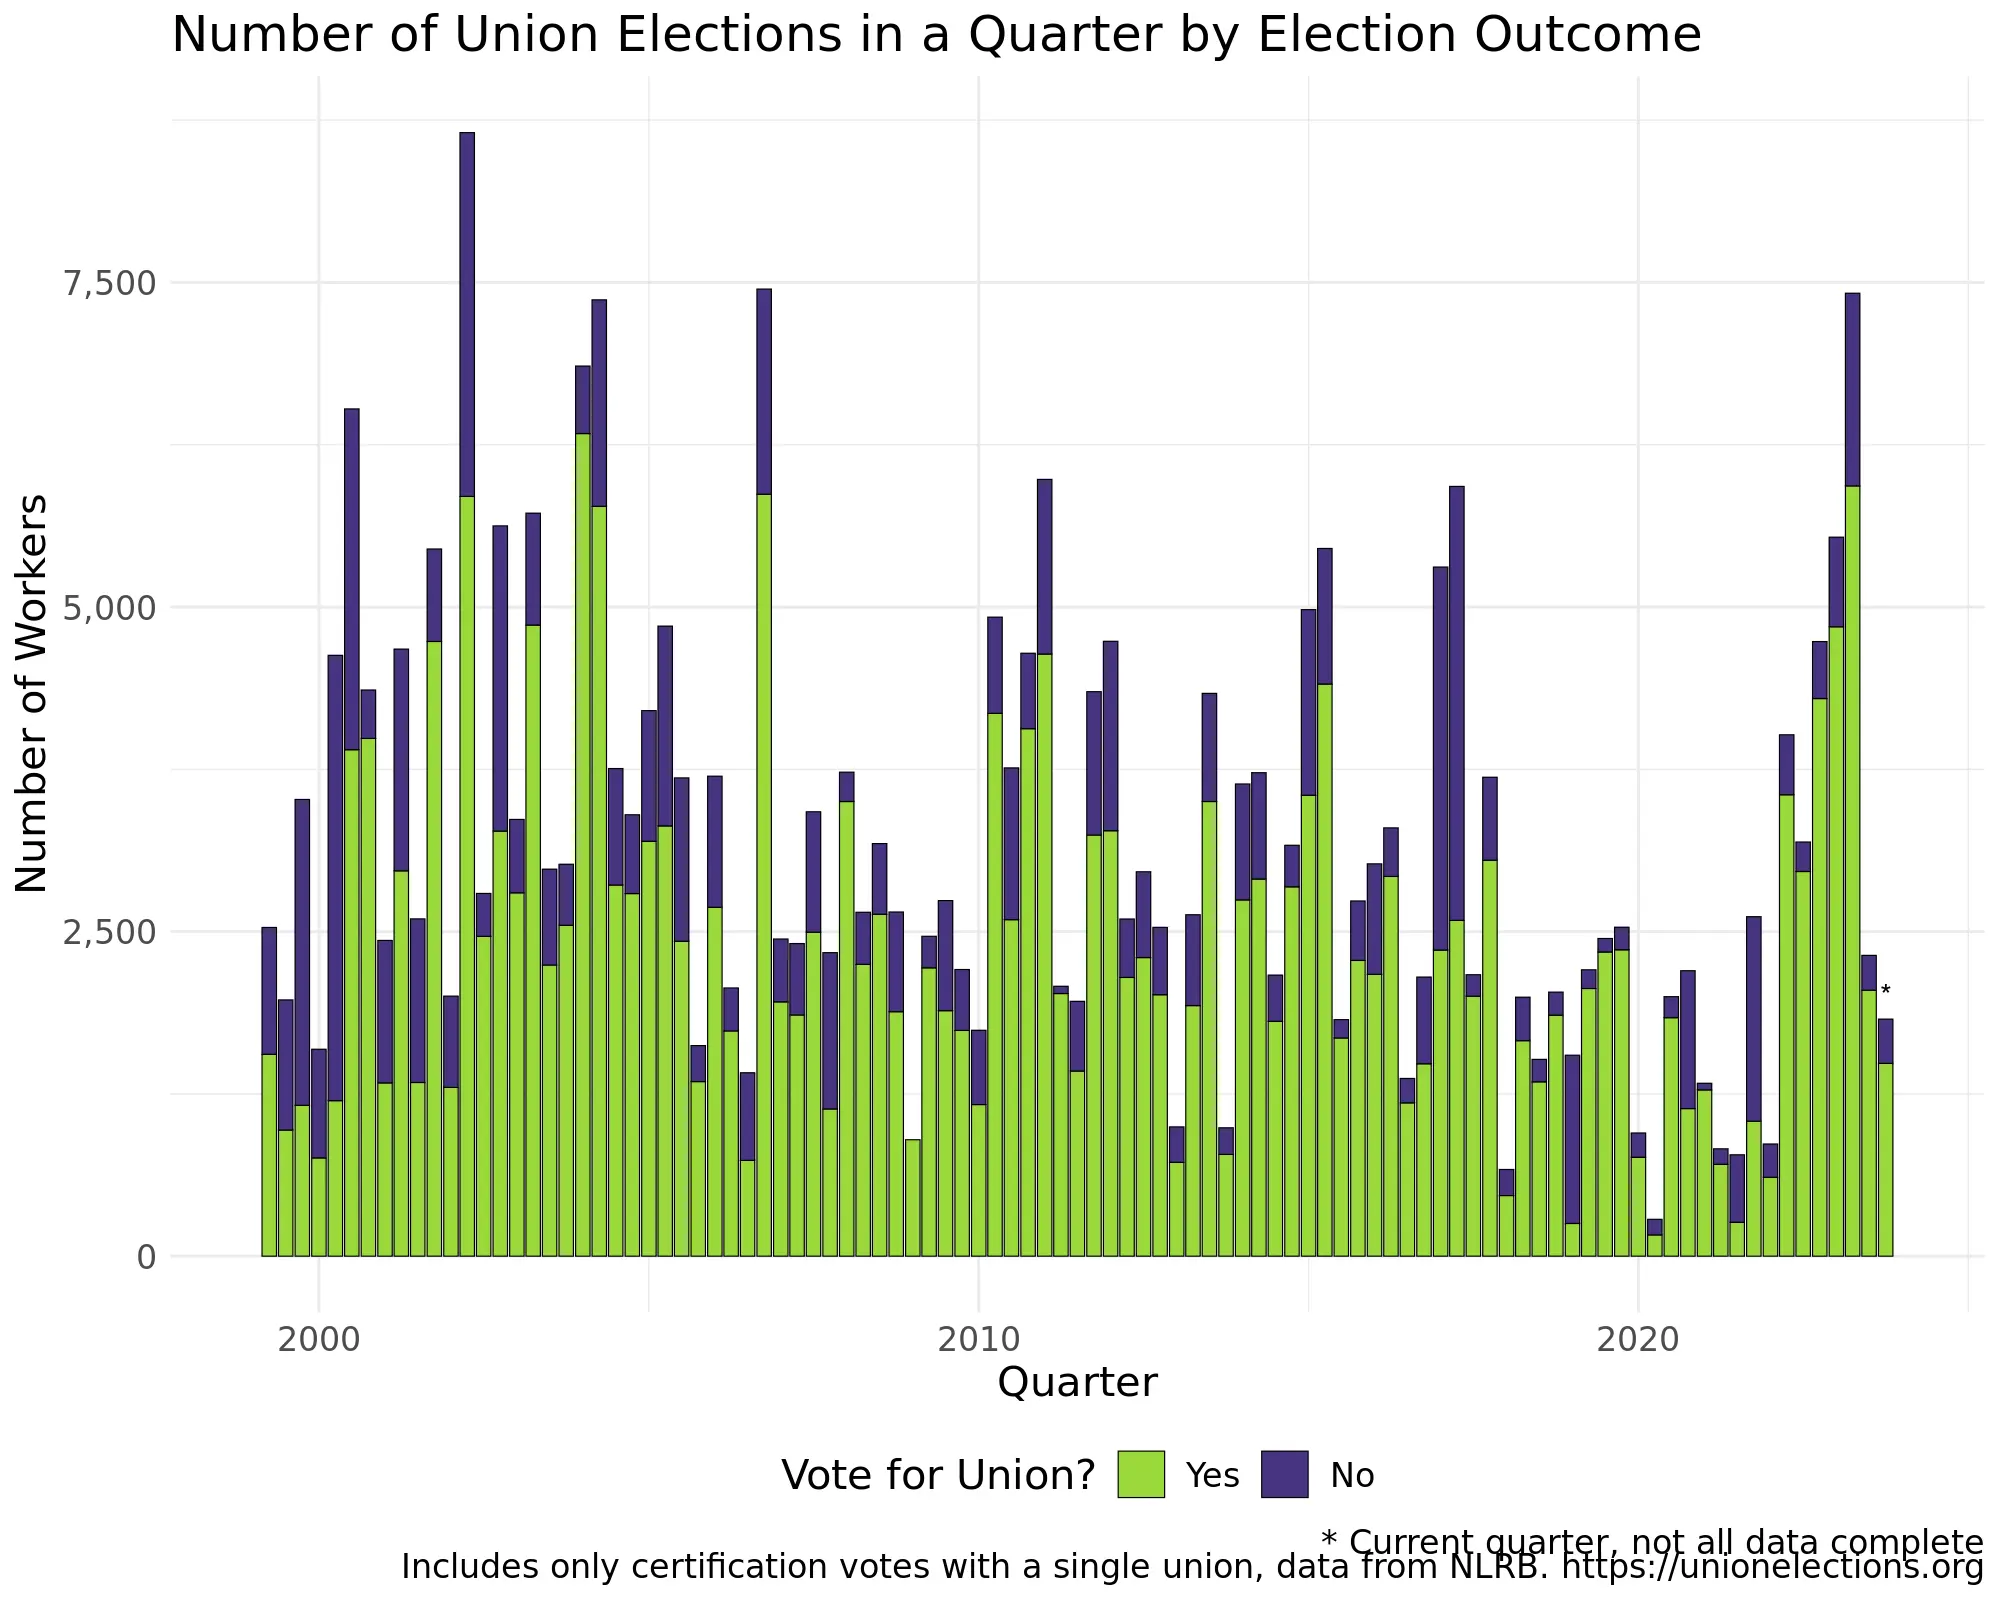 Number of Union Elections in a Quarter by Election Outcome
Number of Workers
7,500
5,000
2,500
0
*
2000
2010
2020
Quarter
Vote for Union?
Yes
No
* Current quarter, not all data complete
Includes only certification votes with a single union, data from NLRB. https://unionelections.org